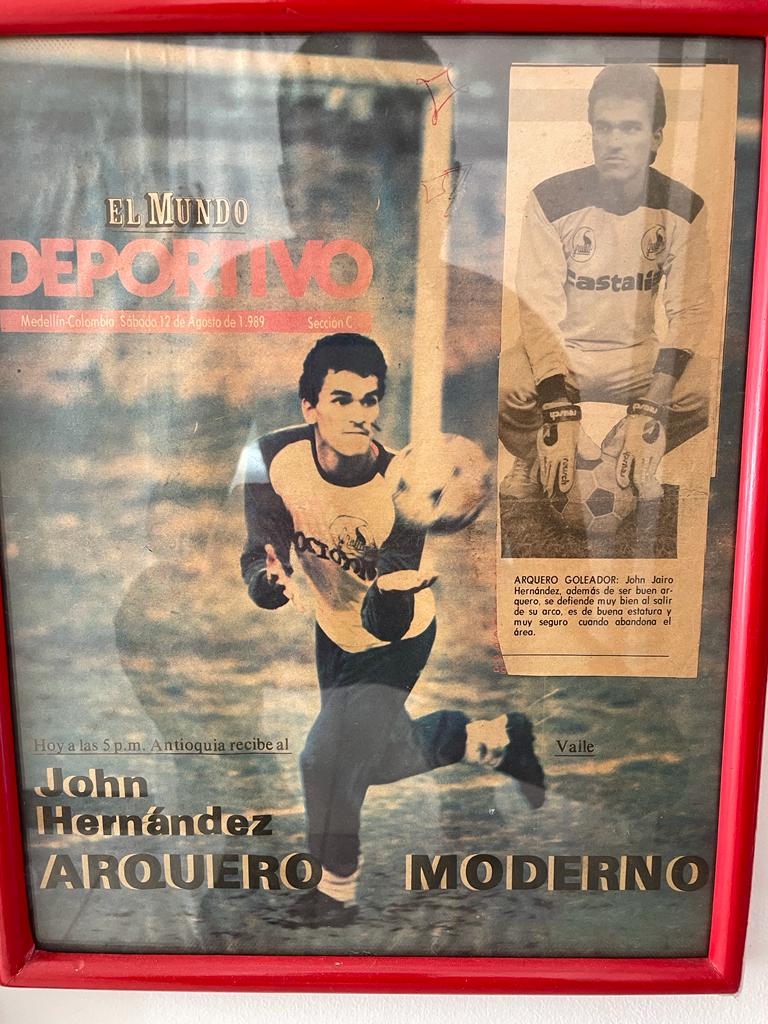 EL MUNDO
DEPORTIVO
Medellín-Colombia Sábado 12 de Agosto de 1.989 Sección C
Castalia
reusch
reusch
ARQUERO GOLEADOR: John Jairo
Hernández, además de ser buen ar-
quero, se defiende muy bien al salir
de su arco, es de buena estatura y
muy seguro cuando abandona el
área.
Hoy a las 5 p.m. Antioquia recibe al Valle
John
Hernández
ARQUERO MODERNO